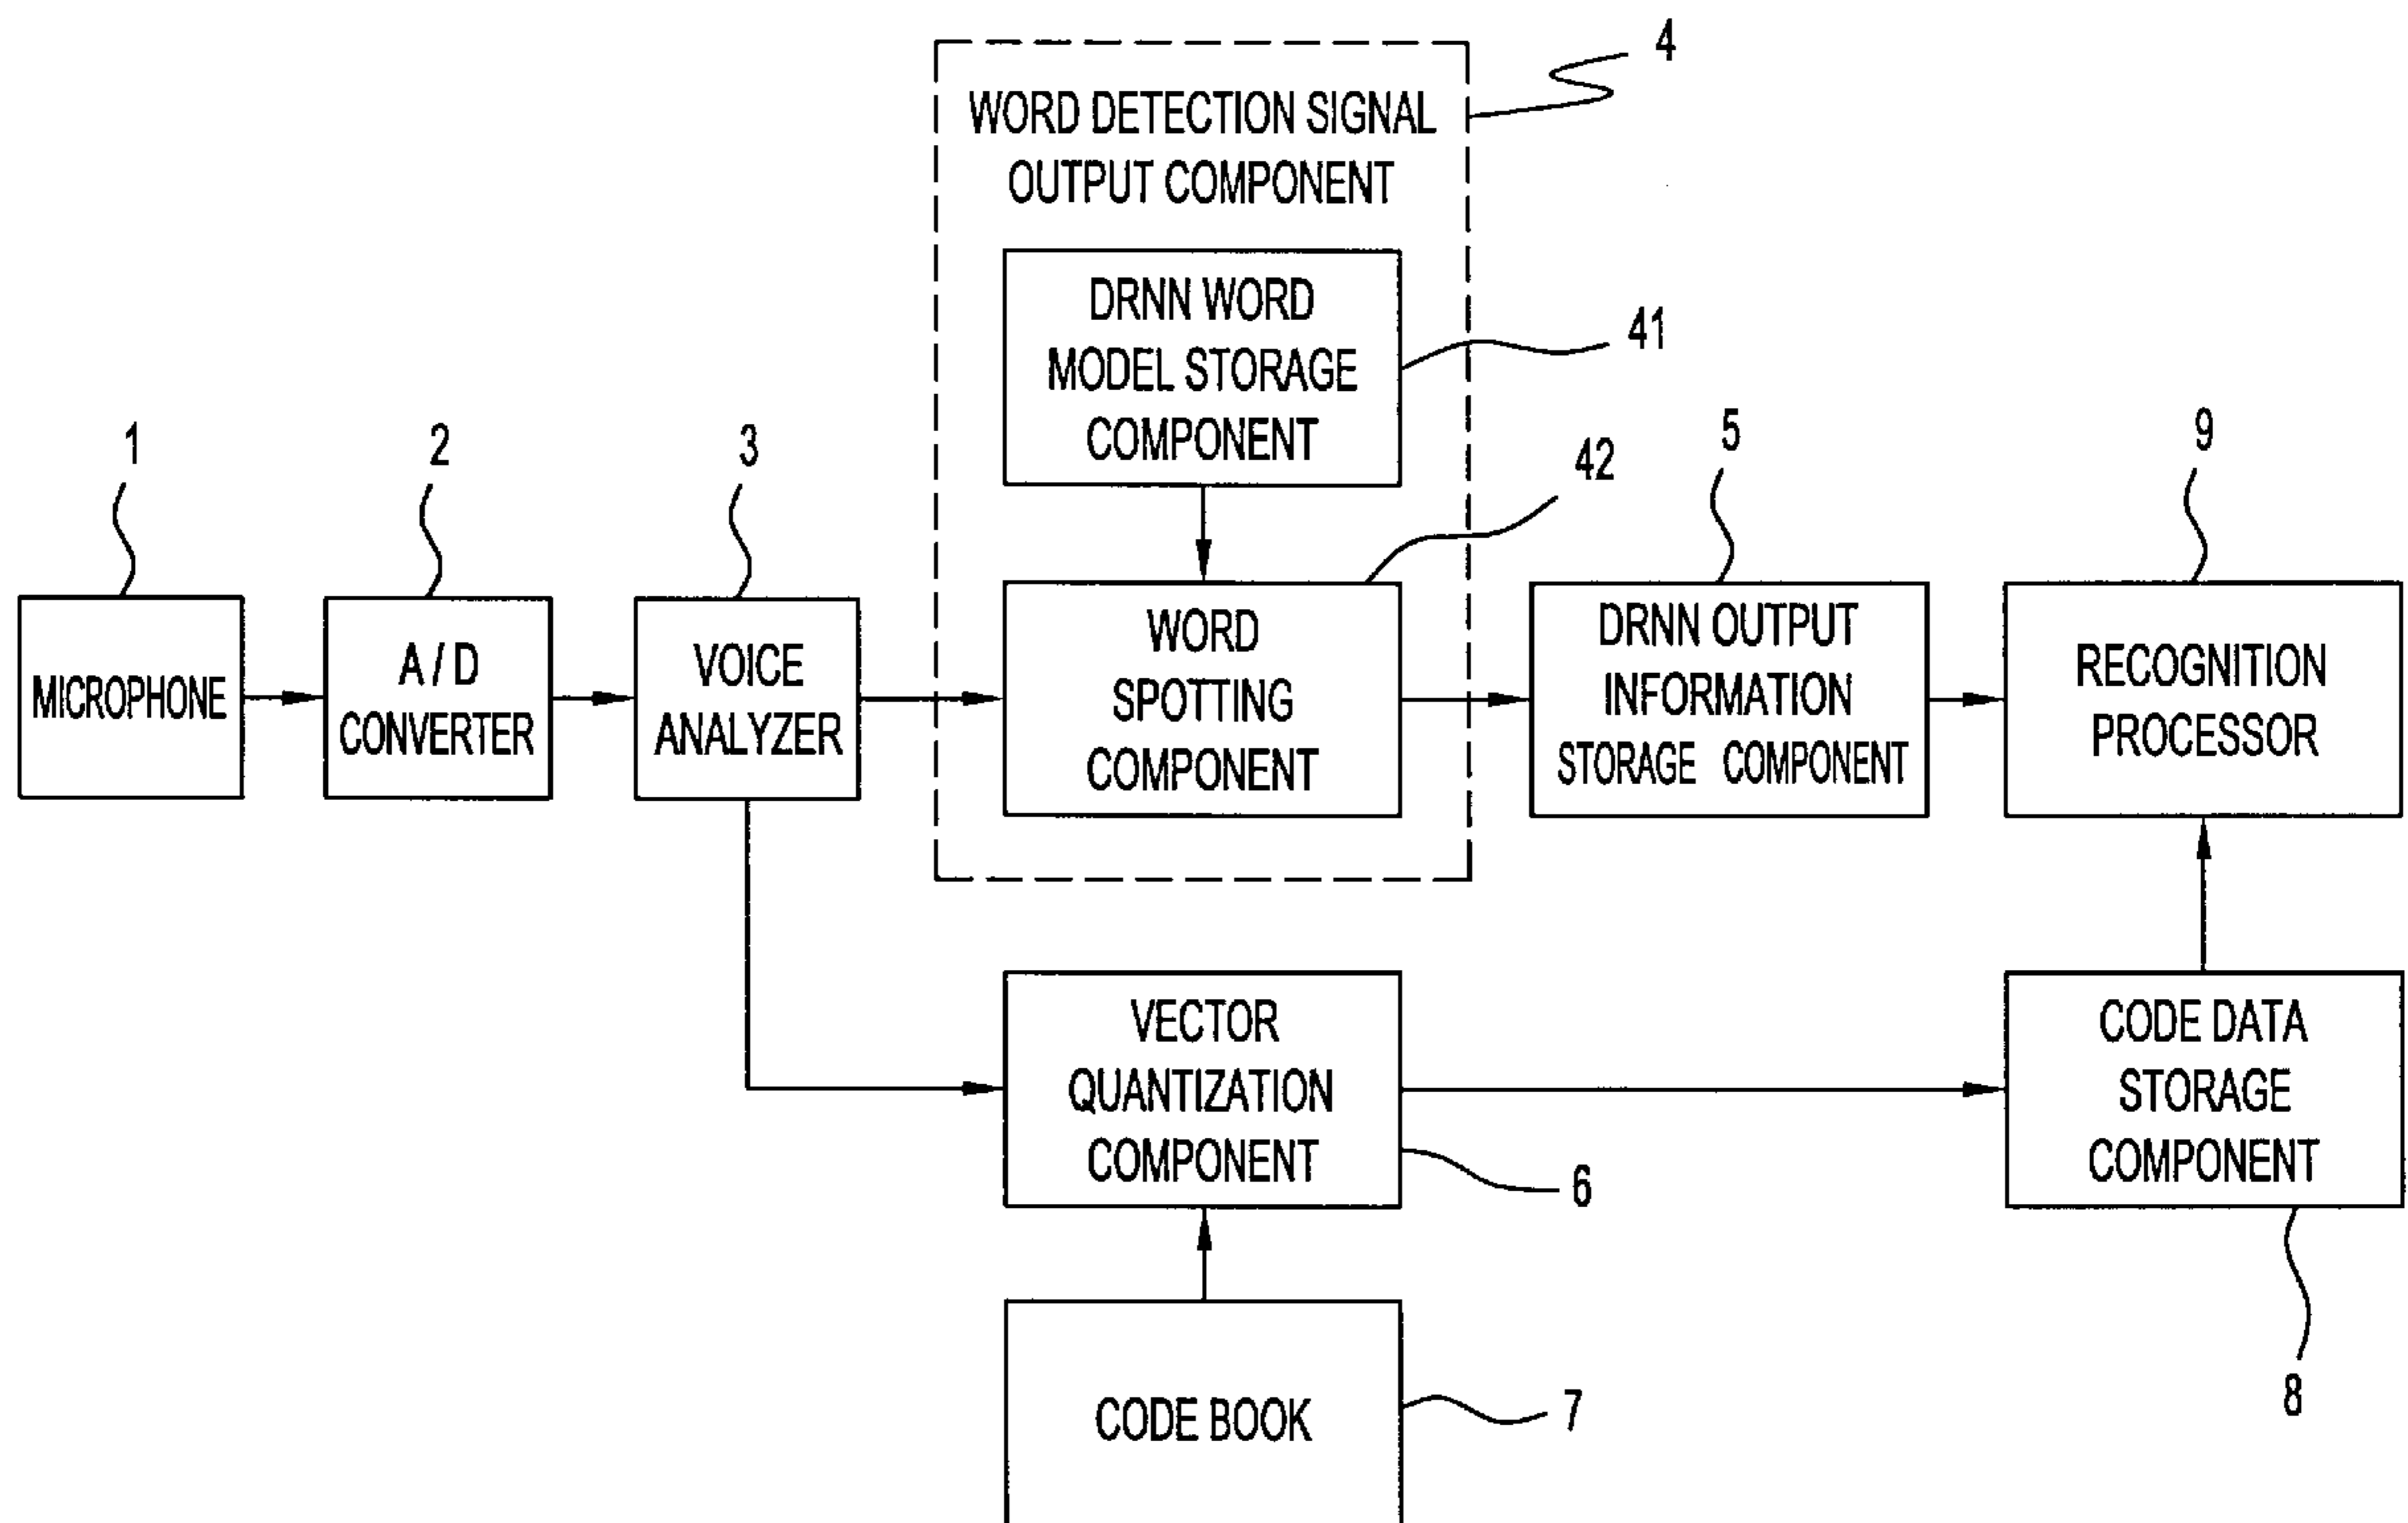 4
WORD DETECTION SIGNAL
OUTPUT COMPONENT
DRNN WORD
MODEL STORAGE
COMPONENT
41
1
2
3
42
5
9
MICROPHONE
A / D
CONVERTER
VOICE
ANALYZER
WORD
SPOTTING
COMPONENT
DRNN OUTPUT
INFORMATION
STORAGE COMPONENT
RECOGNITION
PROCESSOR
VECTOR
QUANTIZATION
COMPONENT
6
CODE DATA
STORAGE
COMPONENT
8
CODE BOOK
7